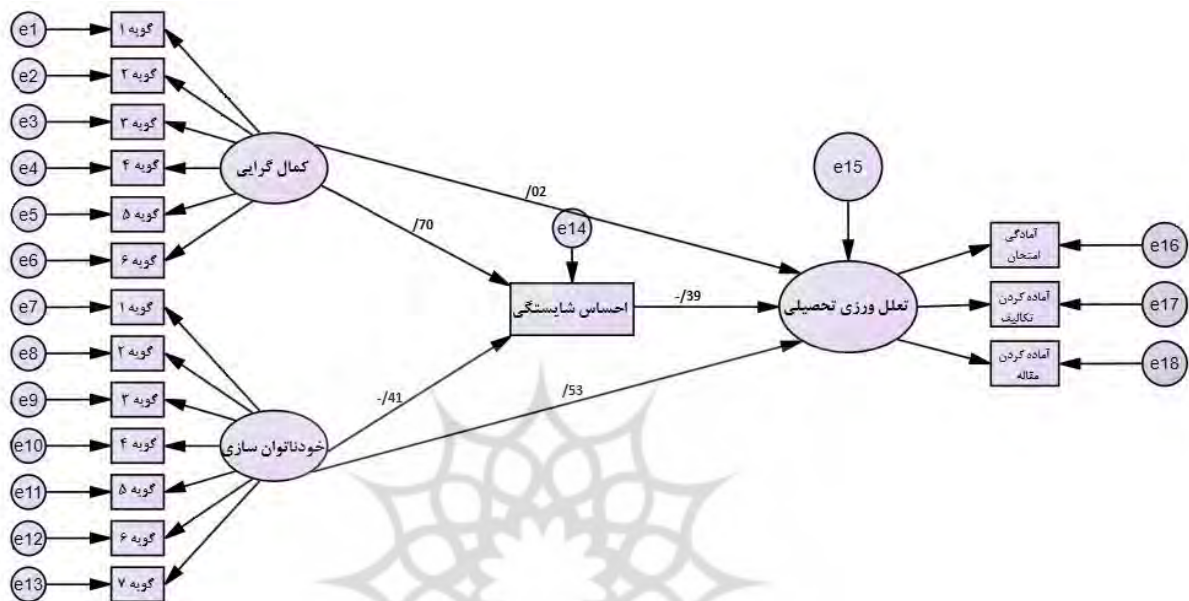 e1
گویه ۱
e2
گویه ۲
e3
گویه ۳
e4
گویه ۴
e5
گویه ۵
e6
گویه ۶
کمال گرایی
/02
/70
e14
e15
احساس شایستگی
-/39
تعلل ورزی تحصیلی
آمادگی
امتحان
e16
آماده کردن
تکالیف
e17
آماده کردن
مقاله
e18
e7
گویه ۱
e8
گویه ۲
e9
گویه ۳
e10
گویه ۴
e11
گویه ۵
e12
گویه ۶
e13
گویه ۷
خودناتوان سازی
-/41
/53